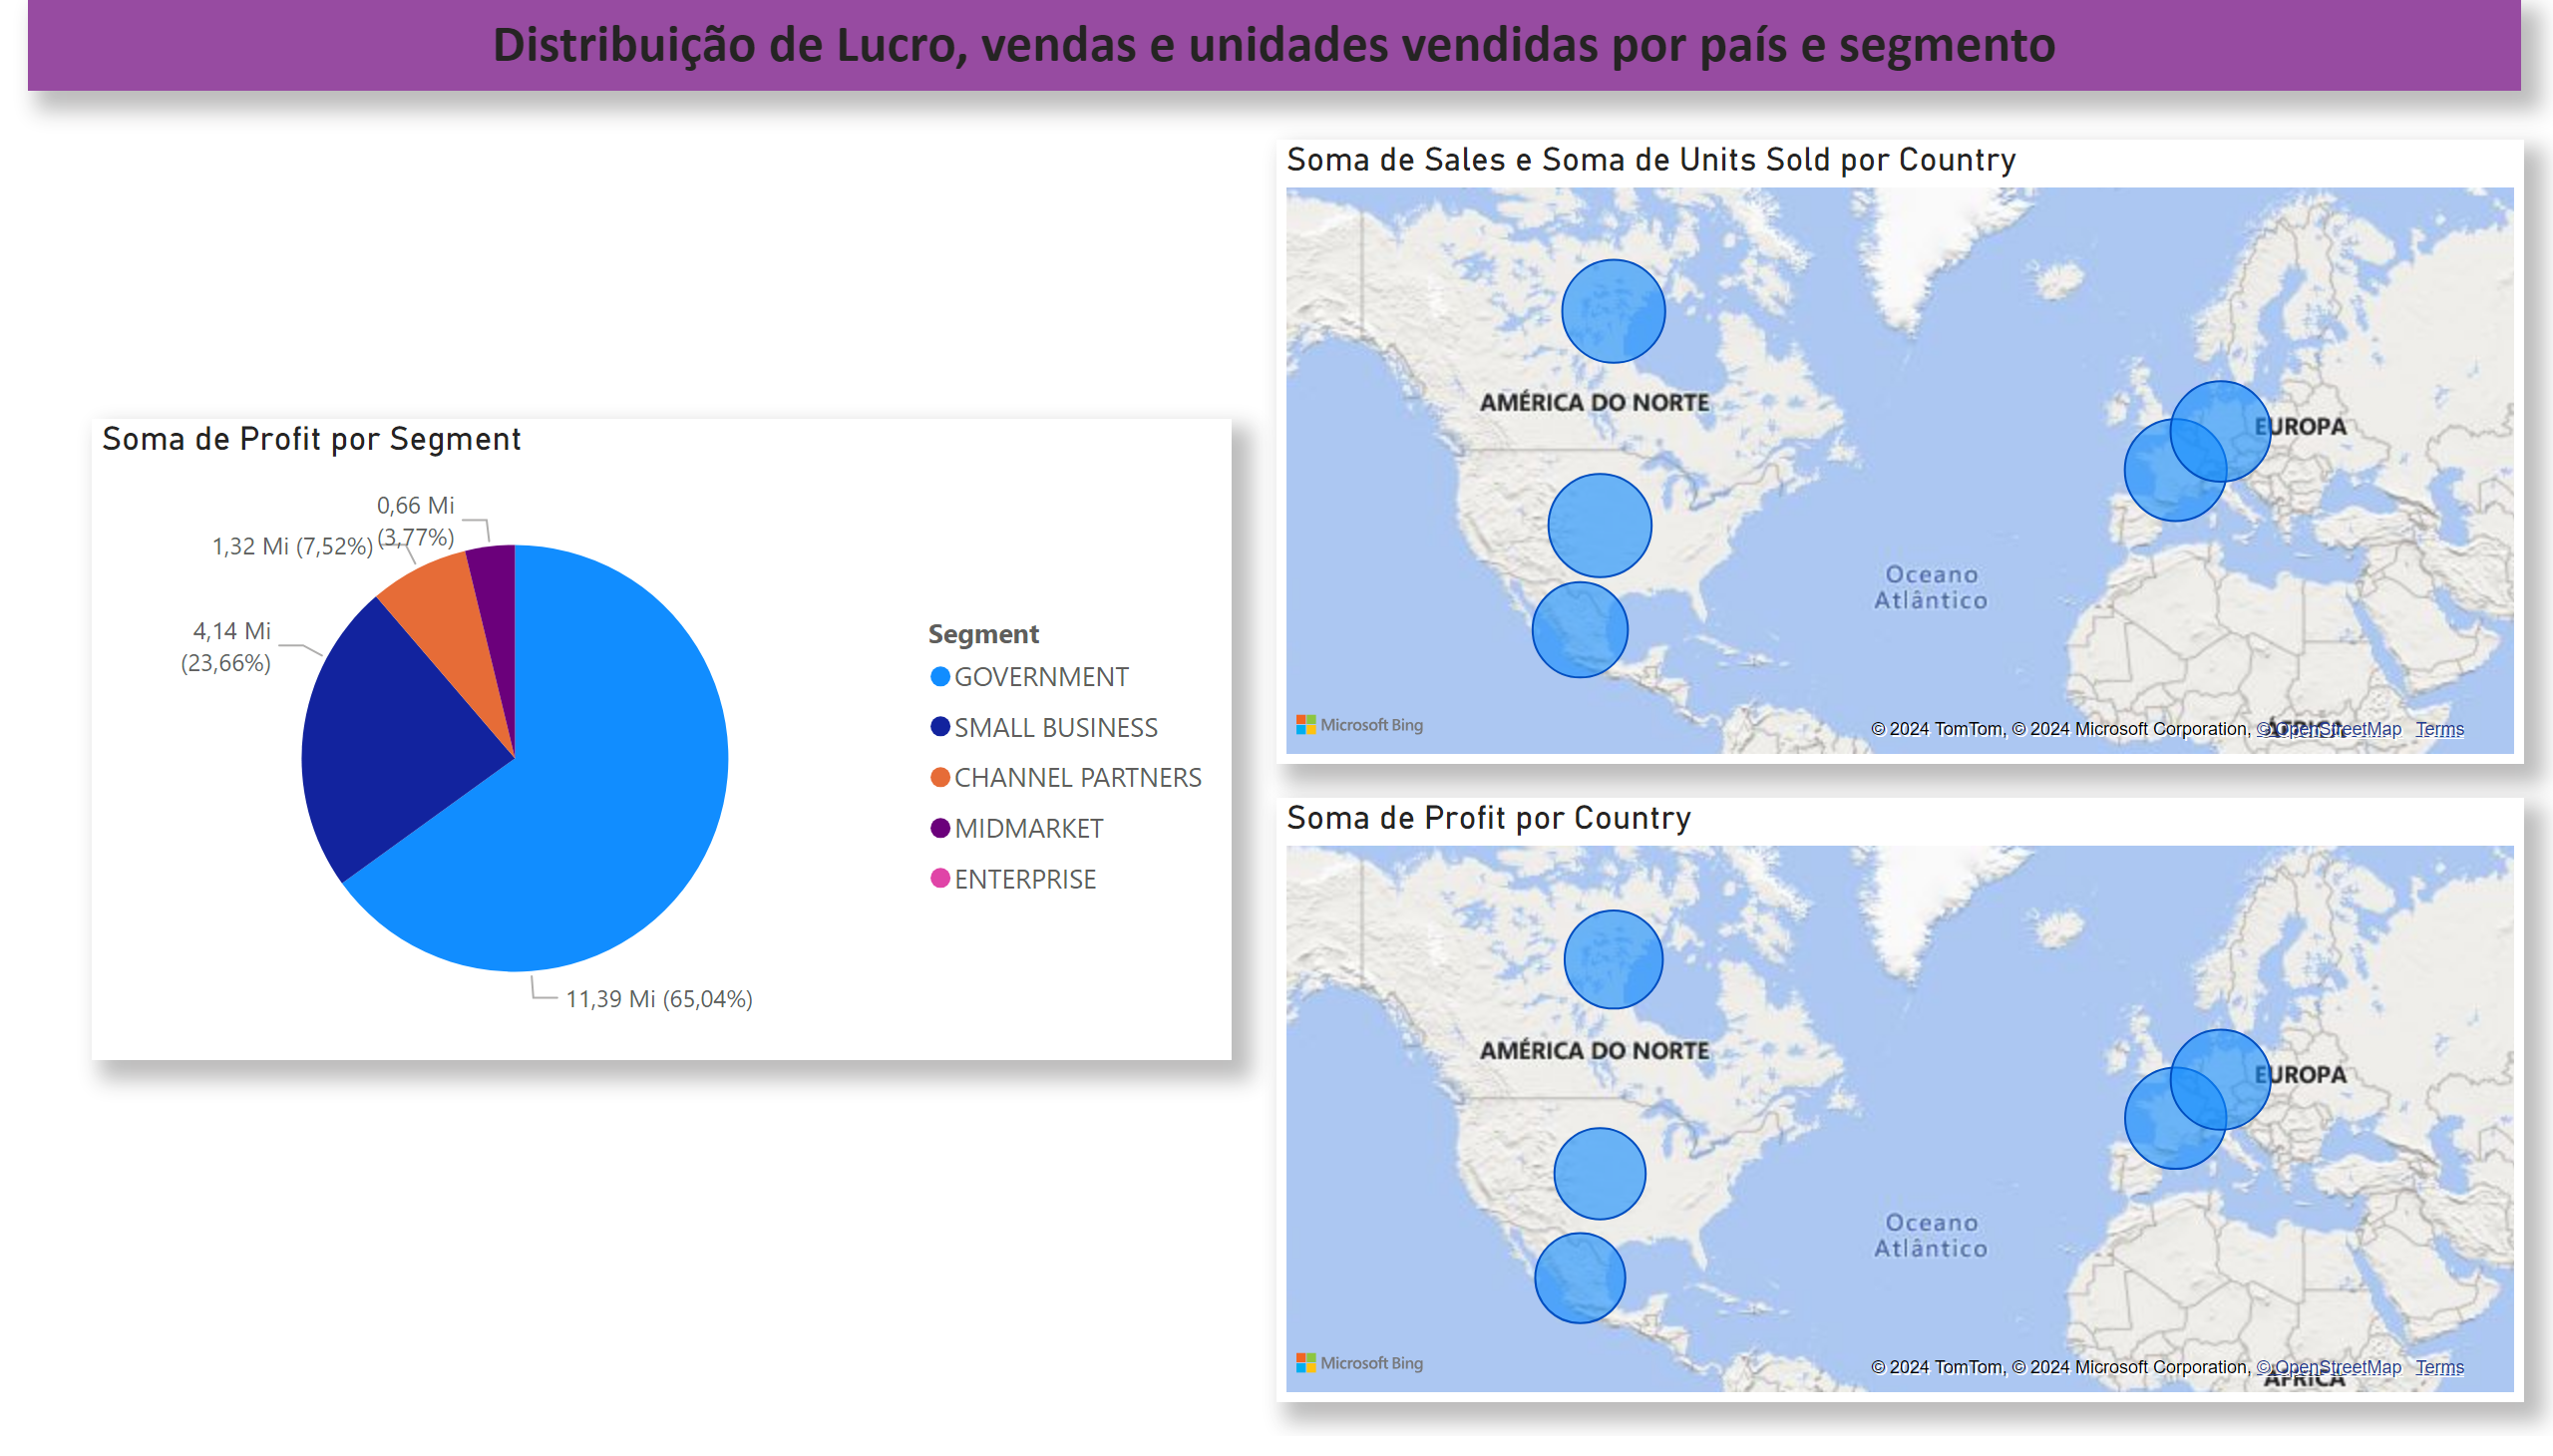 Distribuição de Lucro, vendas e unidades vendidas por país e segmento
Soma de Profit por Segment
0,66 Mi
(3,77%)
1,32 Mi (7,52%)
4,14 Mi
(23,66%)
11,39 Mi (65,04%)
Segment
GOVERNMENT
SMALL BUSINESS
CHANNEL PARTNERS
MIDMARKET
ENTERPRISE
Soma de Sales e Soma de Units Sold por Country
AMÉRICA DO NORTE
EUROPA
Oceano
Atlântico
ÁFRICA
Microsoft Bing
© 2024 TomTom, © 2024 Microsoft Corporation, © OpenStreetMap Terms
Soma de Profit por Country
AMÉRICA DO NORTE
EUROPA
Oceano
Atlântico
Microsoft Bing
© 2024 TomTom, © 2024 Microsoft Corporation, © OpenStreetMap Terms
ÁFRICA